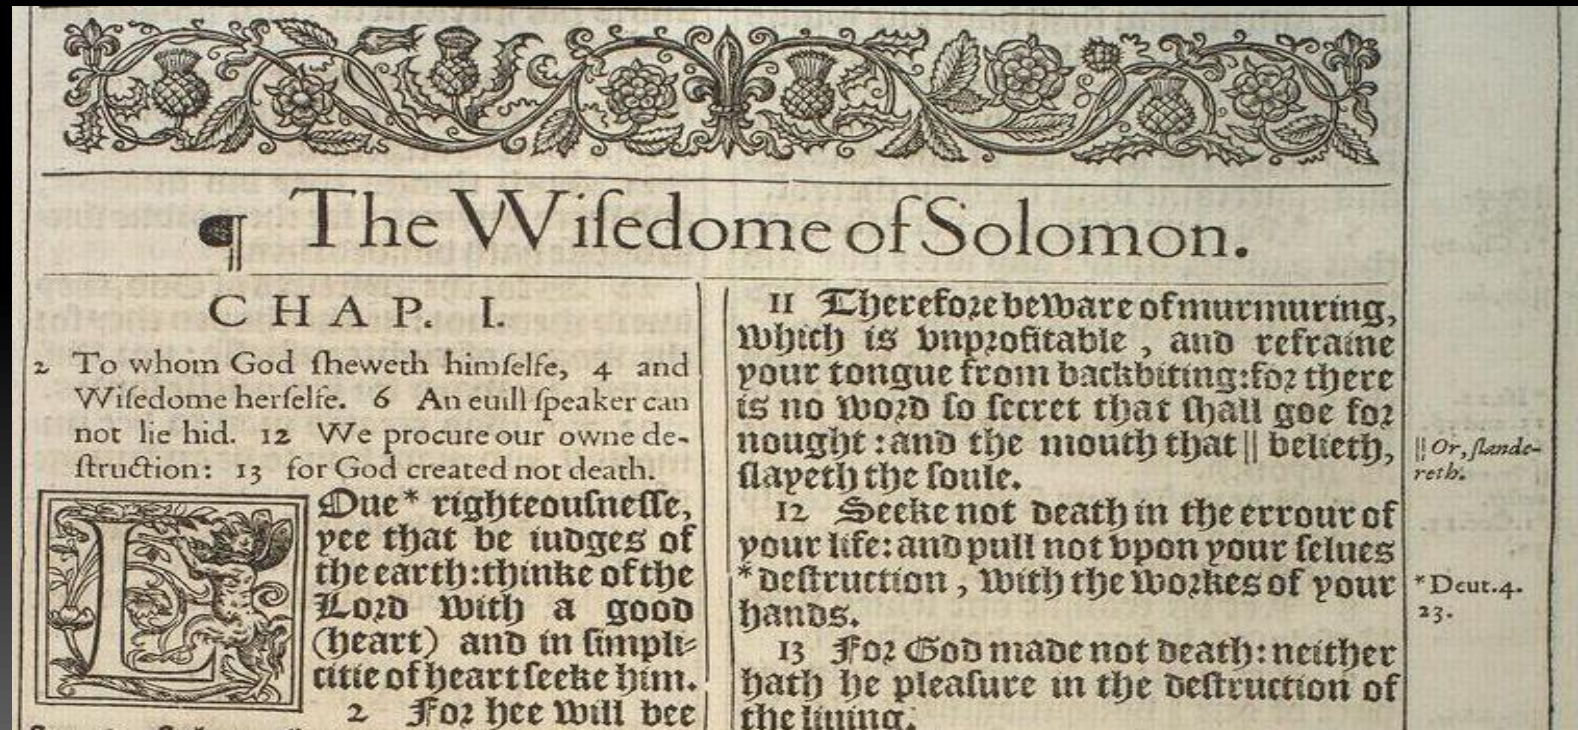 ¶ The Wiſedome of Solomon.
CHAP. I.
2 To whom God ſheweth himſelfe, 4 and
Wiſedome herſelfe. 6 An euill ſpeaker can
not lie hid. 12 We procure our owne de-
ſtruction: 13 for God created not death.
LOue* righteouſneſſe,
yee that be iudges of
the earth: thinke of the
Lord with a good
(heart) and in ſimpli-
citie of heart ſeeke him.
2 For hee will bee
11 Therefore beware of murmuring,
which is vnprofitable, and refraine
your tongue from backbiting: for there
is no word ſo ſecret that ſhall goe for
nought: and the mouth that || belieth,
ſlayeth the ſoule.
12 Seeke not death in the errour of
your life: and pull not vpon your ſelues
*deſtruction, with the workes of your
hands.
13 For God made not death: neither
hath he pleaſure in the deſtruction of
the liuing.
|| Or, ſlande-
reth.
*Deut.4.
23.